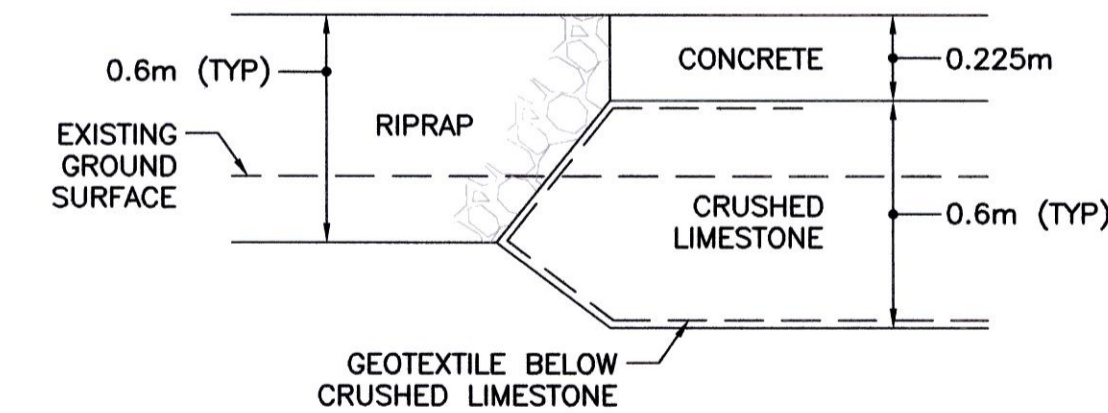 0.6m (TYP)
CONCRETE
0.225m
EXISTING
GROUND
SURFACE
RIPRAP
CRUSHED
LIMESTONE
0.6m (TYP)
GEOTEXTILE BELOW
CRUSHED LIMESTONE